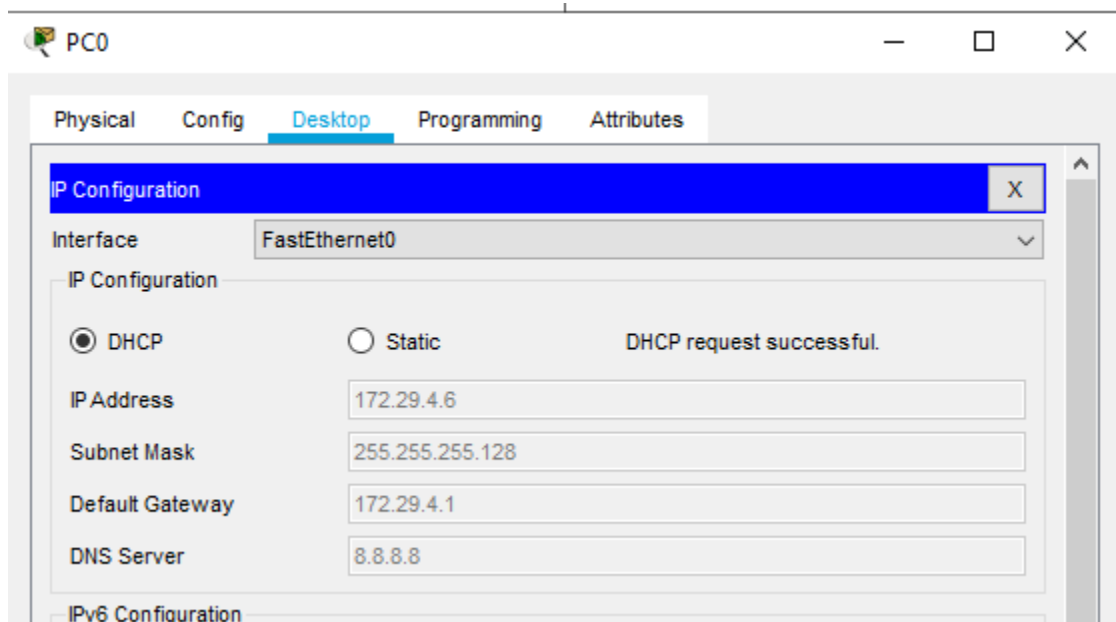 PC0
Physical Config Desktop Programming Attributes
IP Configuration X
Interface FastEthernet0
IP Configuration
DHCP Static DHCP request successful.
IP Address 172.29.4.6
Subnet Mask 255.255.255.128
Default Gateway 172.29.4.1
DNS Server 8.8.8.8
IPv6 Configuration